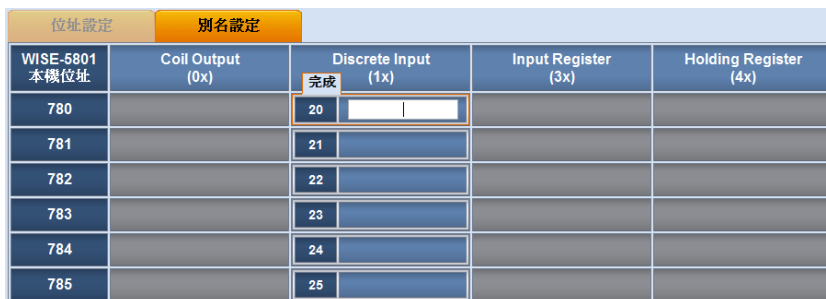 位址設定 別名設定
WISE-5801 Coil Output Discrete Input Input Register Holding Register
本機位址 (0x) (1x) (3x) (4x)
完成
780 20
781 21
782 22
783 23
784 24
785 25